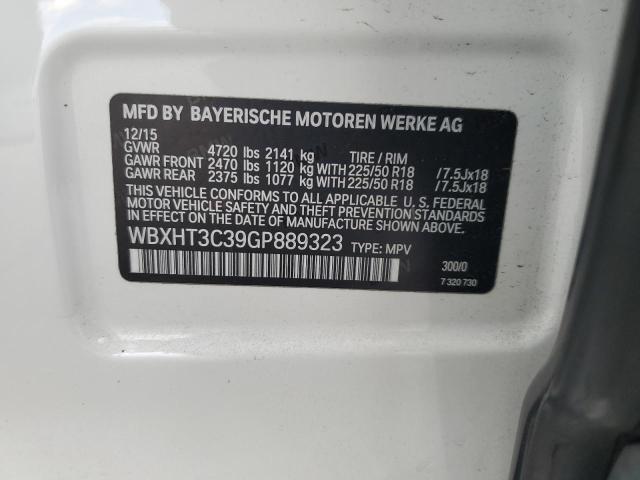 MFD BY BAYERISCHE MOTOREN WERKE AG
12/15
GVWR 4720 lbs 2141 kg TIRE / RIM
GAWR FRONT 2470 lbs 1120 kg WITH 225/50 R18 /7.5Jx18
GAWR REAR 2375 lbs 1077 kg WITH 225/50 R18 /7.5Jx18
THIS VEHICLE CONFORMS TO ALL APPLICABLE U. S. FEDERAL
MOTOR VEHICLE SAFETY AND THEFT PREVENTION STANDARDS
IN EFFECT ON THE DATE OF MANUFACTURE SHOWN ABOVE.
WBXHT3C39GP889323 TYPE: MPV
300/0
7 320 730